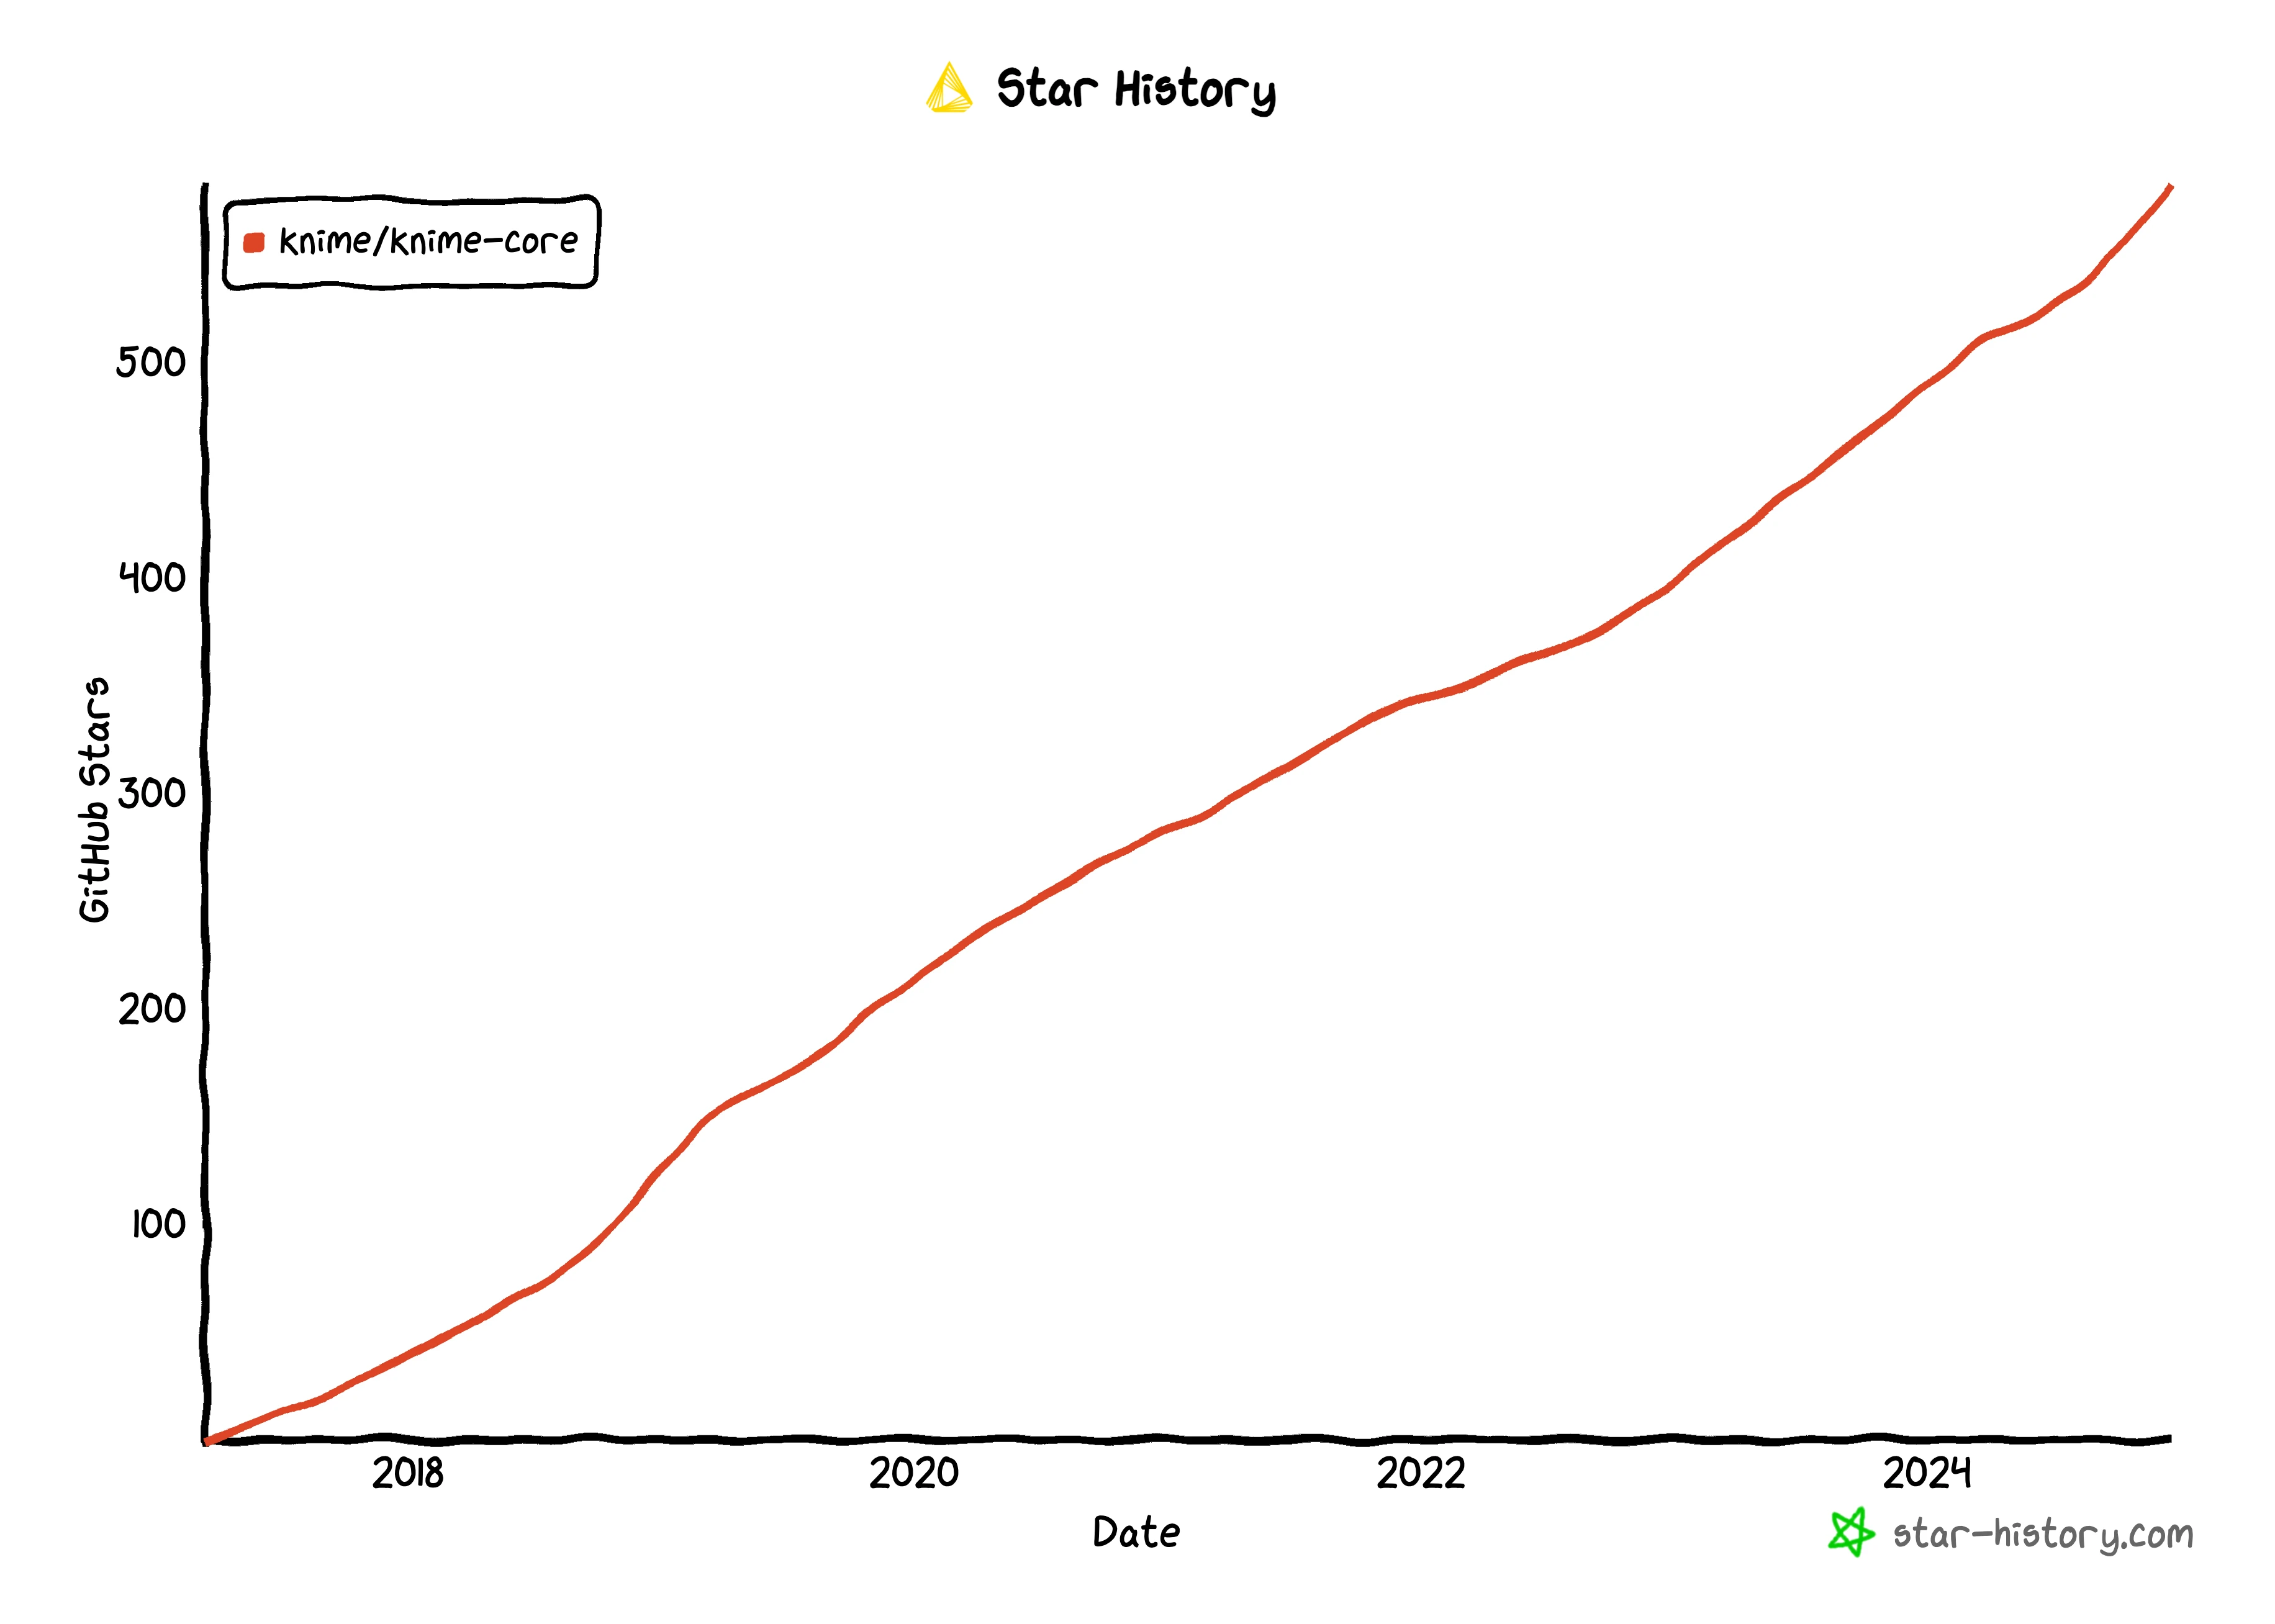 Star History
knime/knime-core
500
400
300
200
100
GitHub Stars
2018 2020 2022 2024
Date
star-history.com